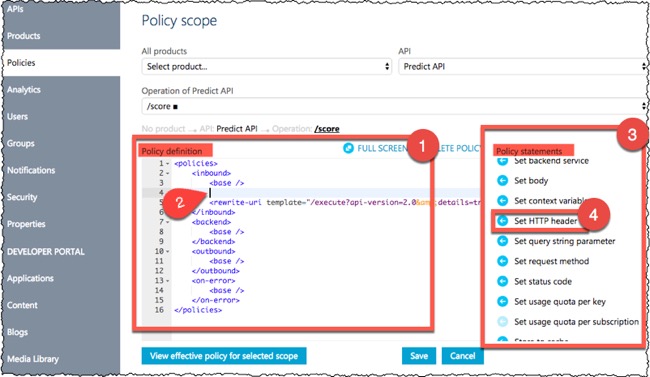 APIs
Products
Policies
Analytics
Users
Groups
Notifications
Security
Properties
DEVELOPER PORTAL
Applications
Content
Blogs
Media Library
Policy scope
All products
API
Select product...
Predict API
Operation of Predict API
/score ■
No product → API: Predict API → Operation: /score
Policy definition
FULL SCREEN
POLICY
1
1 <policies>
2 <inbound>
3 <base />
4
5 <rewrite-uri template="/execute?api-version=2.0&amp;details=tr
6 </inbound>
7 <backend>
8 <base />
9 </backend>
10 <outbound>
11 <base />
12 </outbound>
13 <on-error>
14 <base />
15 </on-error>
16 </policies>
2
3
Policy statements
Set backend service
Set body
Set context variable
Set HTTP header
4
Set query string parameter
Set request method
Set status code
Set usage quota per key
Set usage quota per subscription
Store to cache
View effective policy for selected scope
Save
Cancel